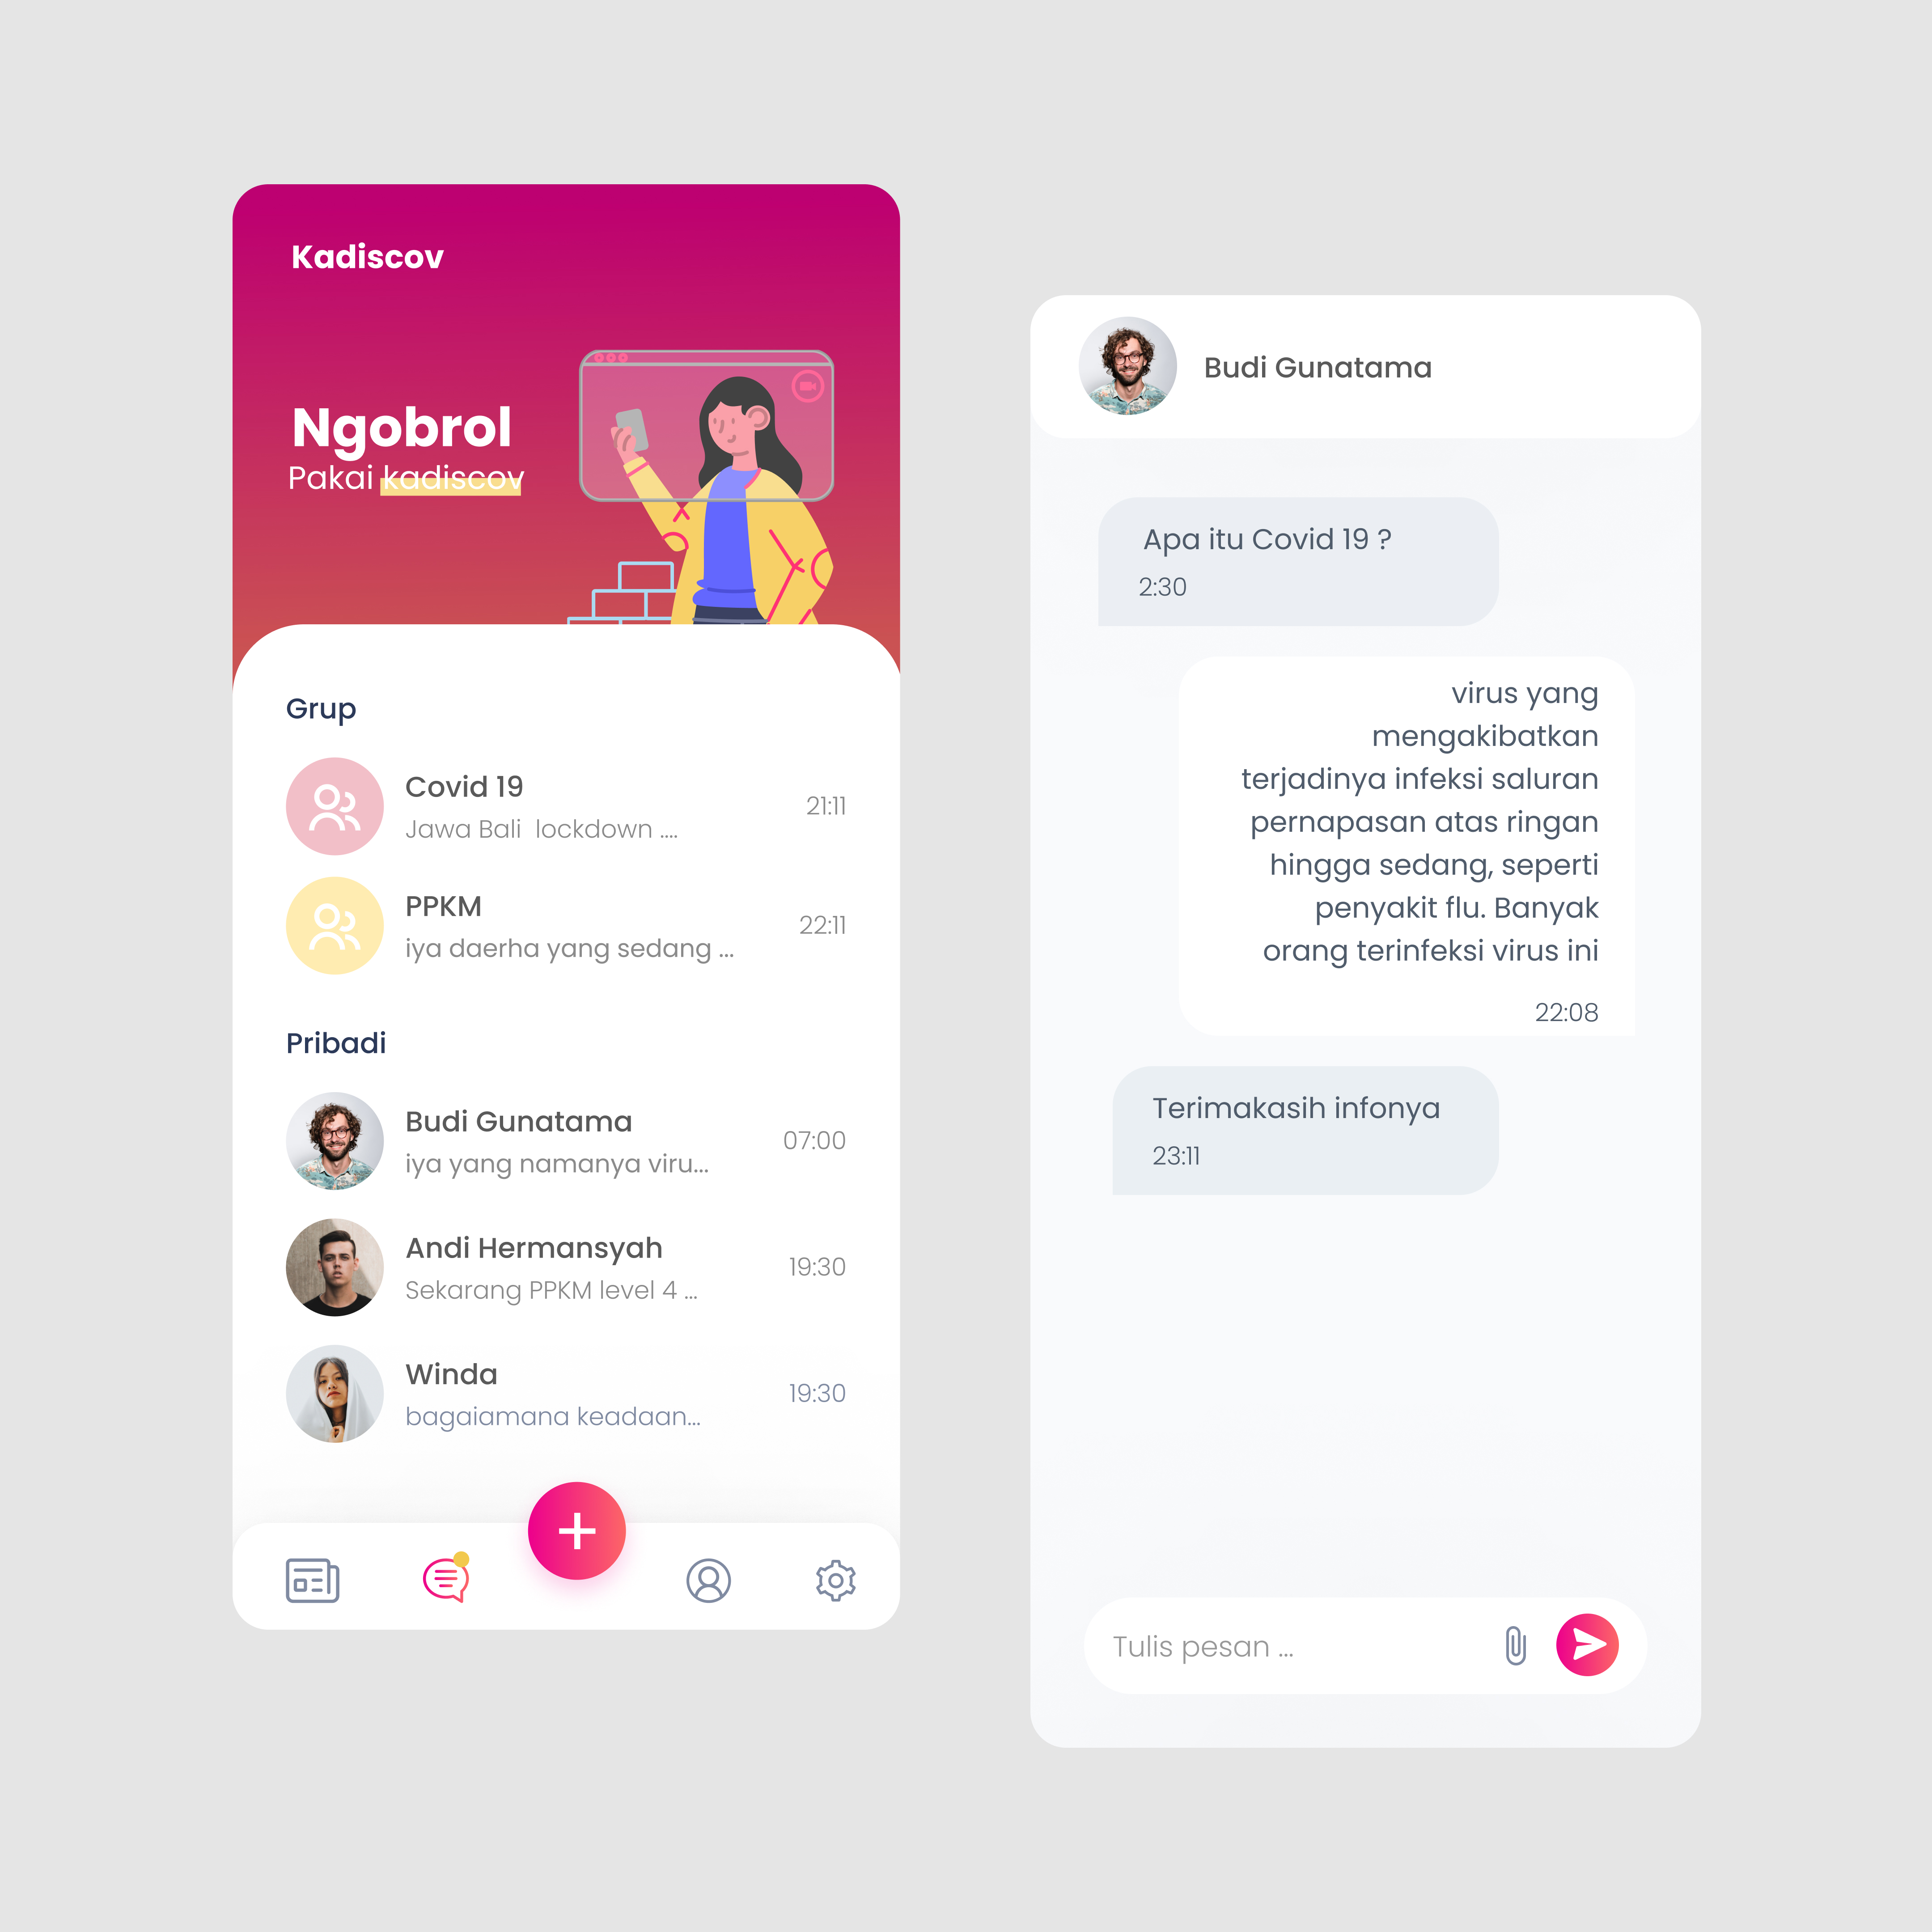 Kadiscov
Ngobrol
Pakai kadiscov
Grup
Covid 19
Jawa Bali  lockdown ....
21:11
PPKM
iya daerha yang sedang ...
22:11
Pribadi
Budi Gunatama
iya yang namanya viru...
07:00
Andi Hermansyah
Sekarang PPKM level 4 ...
19:30
Winda
bagaiamana keadaan...
19:30
Budi Gunatama
Apa itu Covid 19 ?
2:30
virus yang
mengakibatkan
terjadinya infeksi saluran
pernapasan atas ringan
hingga sedang, seperti
penyakit flu. Banyak
orang terinfeksi virus ini
22:08
Terimakasih infonya
23:11
Tulis pesan ...